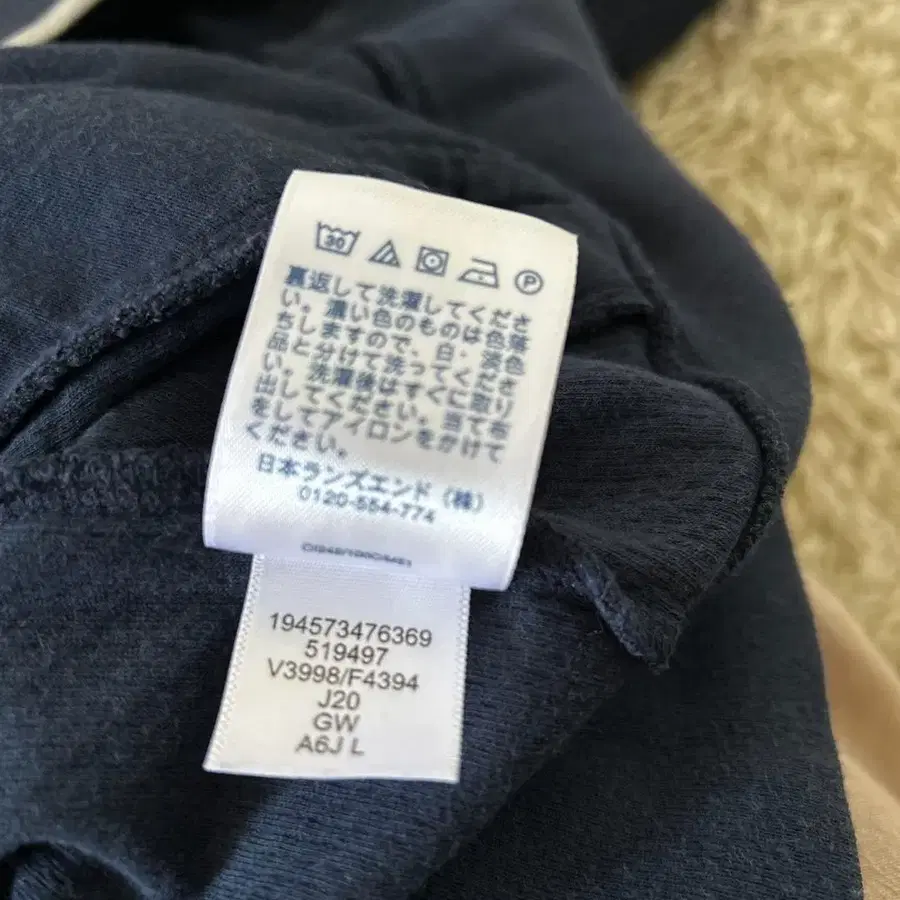 30
P
裏返して洗濯してくださ
い。濃い色のものは色落
ちしますので、白・淡色
品と分けて洗ってくださ
い。洗濯後はすぐに取り
出してください。当て布
をしてアイロンをかけて
ください。
日本ランズエンド(株)
0120-554-774
194573476369
519497
V3998/F4394
J20
GW
A6J L